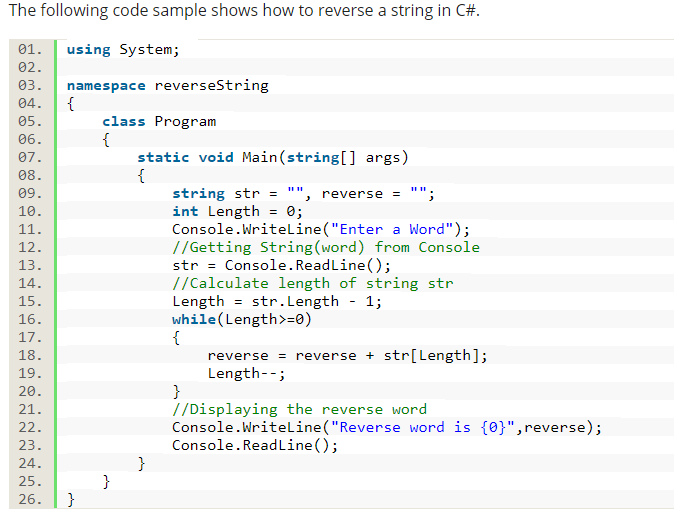 The following code sample shows how to reverse a string in C#.
01. using System;
02.
03. namespace reverseString
04. {
05.     class Program
06.     {
07.         static void Main(string[] args)
08.         {
09.             string str = "", reverse = "";
10.             int Length = 0;
11.             Console.WriteLine("Enter a Word");
12.             //Getting String(word) from Console
13.             str = Console.ReadLine();
14.             //Calculate length of string str
15.             Length = str.Length - 1;
16.             while(Length>=0)
17.             {
18.                 reverse = reverse + str[Length];
19.                 Length--;
20.             }
21.             //Displaying the reverse word
22.             Console.WriteLine("Reverse word is {0}",reverse);
23.             Console.ReadLine();
24.         }
25.     }
26. }